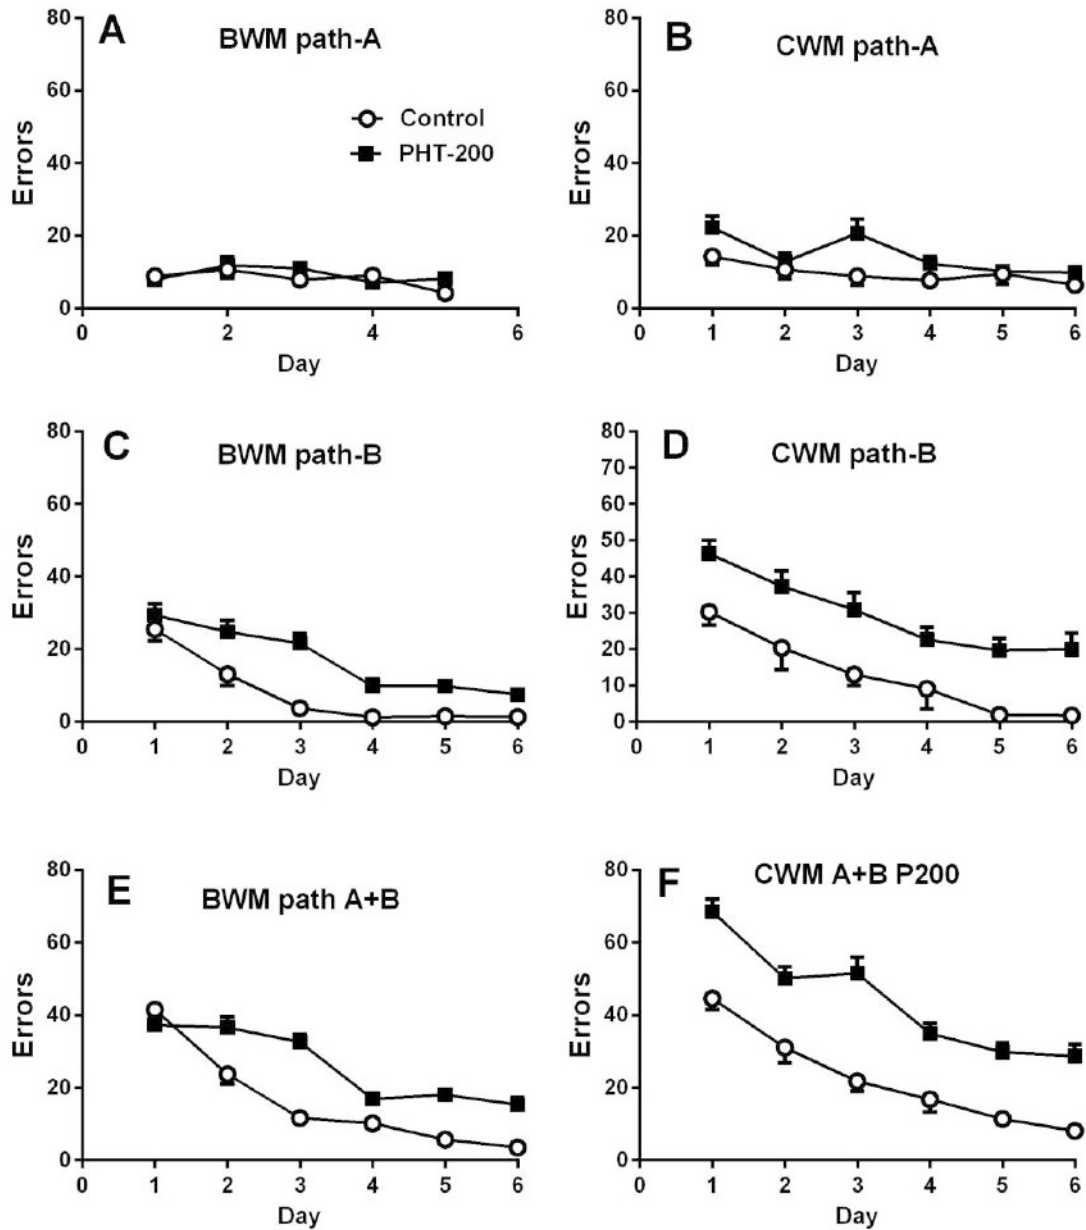 A
BWM path-A
80
60
40
20
0
Errors
Control
PHT-200
0 2 4 6
Day
B
CWM path-A
80
60
40
20
0
Errors
0 1 2 3 4 5 6
Day
C
BWM path-B
80
60
40
20
0
Errors
0 1 2 3 4 5 6
Day
D
CWM path-B
80
70
60
50
40
30
20
10
0
Errors
0 1 2 3 4 5 6
Day
E
BWM path A+B
80
60
40
20
0
Errors
0 1 2 3 4 5 6
Day
F
CWM A+B P200
80
60
40
20
0
Errors
0 1 2 3 4 5 6
Day